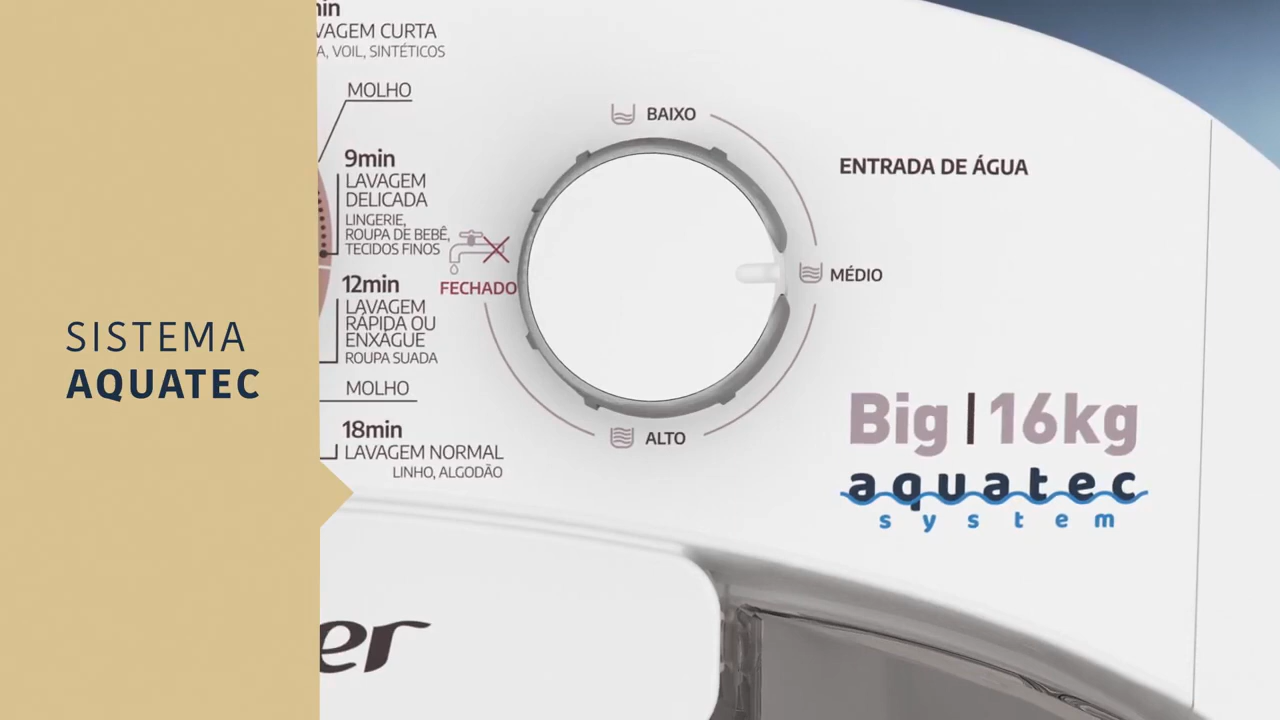 SISTEMA
AQUATEC
min
VAGEM CURTA
A, VOIL, SINTÉTICOS
MOLHO
9min
LAVAGEM
DELICADA
LINGERIE,
ROUPA DE BEBÊ,
TECIDOS FINOS
12min
LAVAGEM
RÁPIDA OU
ENXÁGUE
ROUPA SUADA
MOLHO
18min
LAVAGEM NORMAL
LINHO, ALGODÃO
FECHADO
BAIXO
MÉDIO
ALTO
ENTRADA DE ÁGUA
Big | 16kg
aquatec
system
er